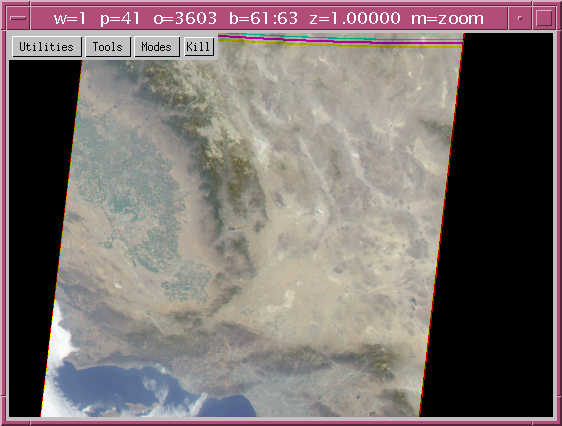 w=1 p=41 o=3603 b=61:63 z=1.00000 m=zoom
Utilities Tools Modes Kill